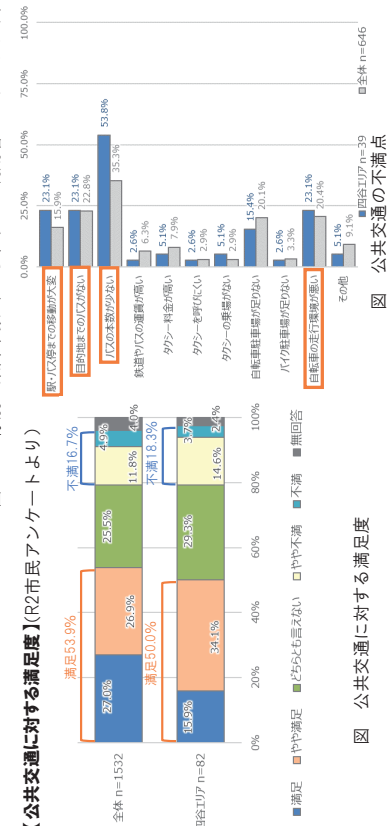 【公共交通に対する満足度】(R2市民アンケートより)
満足53.9%
不満16.7%
全体 n=1532
27.0%
26.9%
25.5%
11.8%
4.9%
4.0%
満足50.0%
不満18.3%
四谷エリア n=82
15.9%
34.1%
29.3%
14.6%
3.7%
2.4%
0%
20%
40%
60%
80%
100%
満足
やや満足
どちらとも言えない
やや不満
不満
無回答
図 公共交通に対する満足度
0.0%
25.0%
50.0%
75.0%
100.0%
駅・バス停までの移動が大変
23.1%
15.9%
目的地までのバスがない
23.1%
22.8%
バスの本数が少ない
53.8%
35.3%
鉄道やバスの運賃が高い
2.6%
6.3%
タクシー料金が高い
5.1%
7.9%
タクシーを呼びにくい
2.6%
2.9%
タクシーの乗場がない
5.1%
2.9%
自転車駐車場が足りない
15.4%
20.1%
バイク駐車場が足りない
2.6%
3.3%
自転車の走行環境が悪い
23.1%
20.4%
その他
5.1%
9.1%
四谷エリア n=39
全体 n=646
図 公共交通の不満点